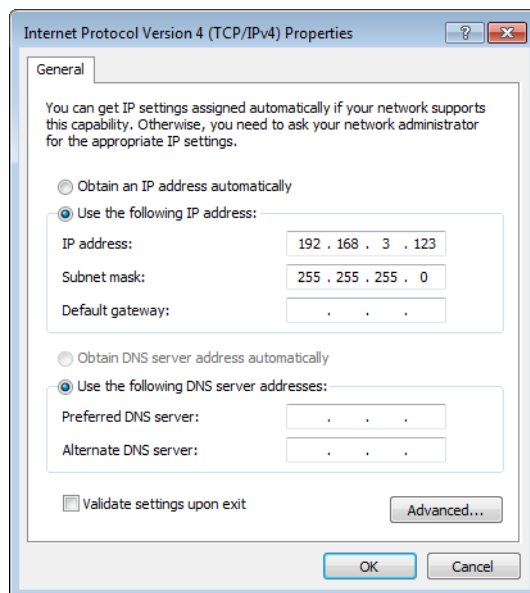 Internet Protocol Version 4 (TCP/IPv4) Properties
General
You can get IP settings assigned automatically if your network supports
this capability. Otherwise, you need to ask your network administrator
for the appropriate IP settings.
Obtain an IP address automatically
Use the following IP address:
IP address: 192 . 168 . 3 . 123
Subnet mask: 255 . 255 . 255 . 0
Default gateway: . . .
Obtain DNS server address automatically
Use the following DNS server addresses:
Preferred DNS server: . . .
Alternate DNS server: . . .
Validate settings upon exit
Advanced...
OK Cancel